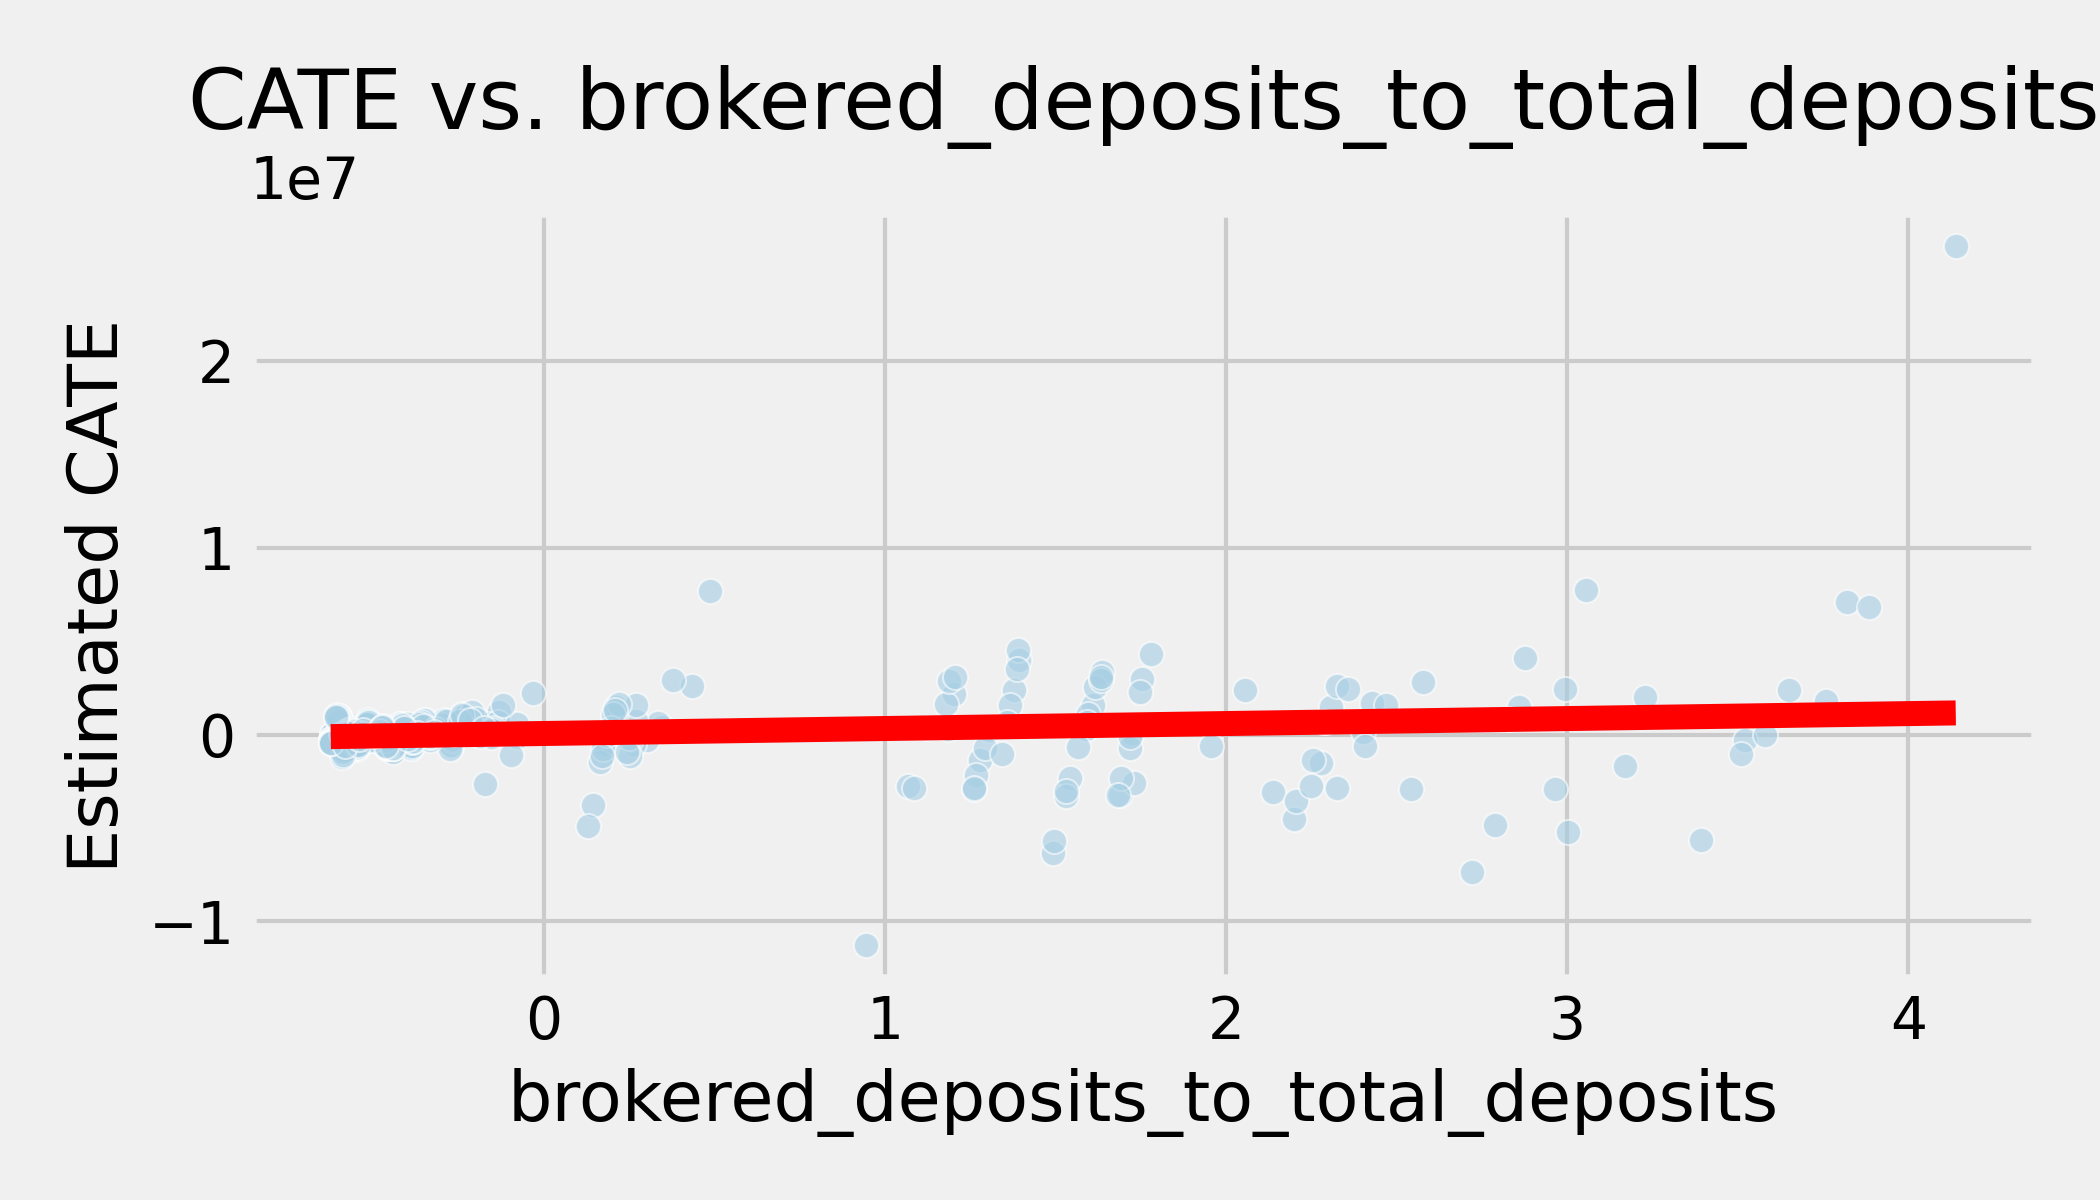 CATE vs. brokered_deposits_to_total_deposits
1e7
Estimated CATE
2
1
0
−1
0 1 2 3 4
brokered_deposits_to_total_deposits